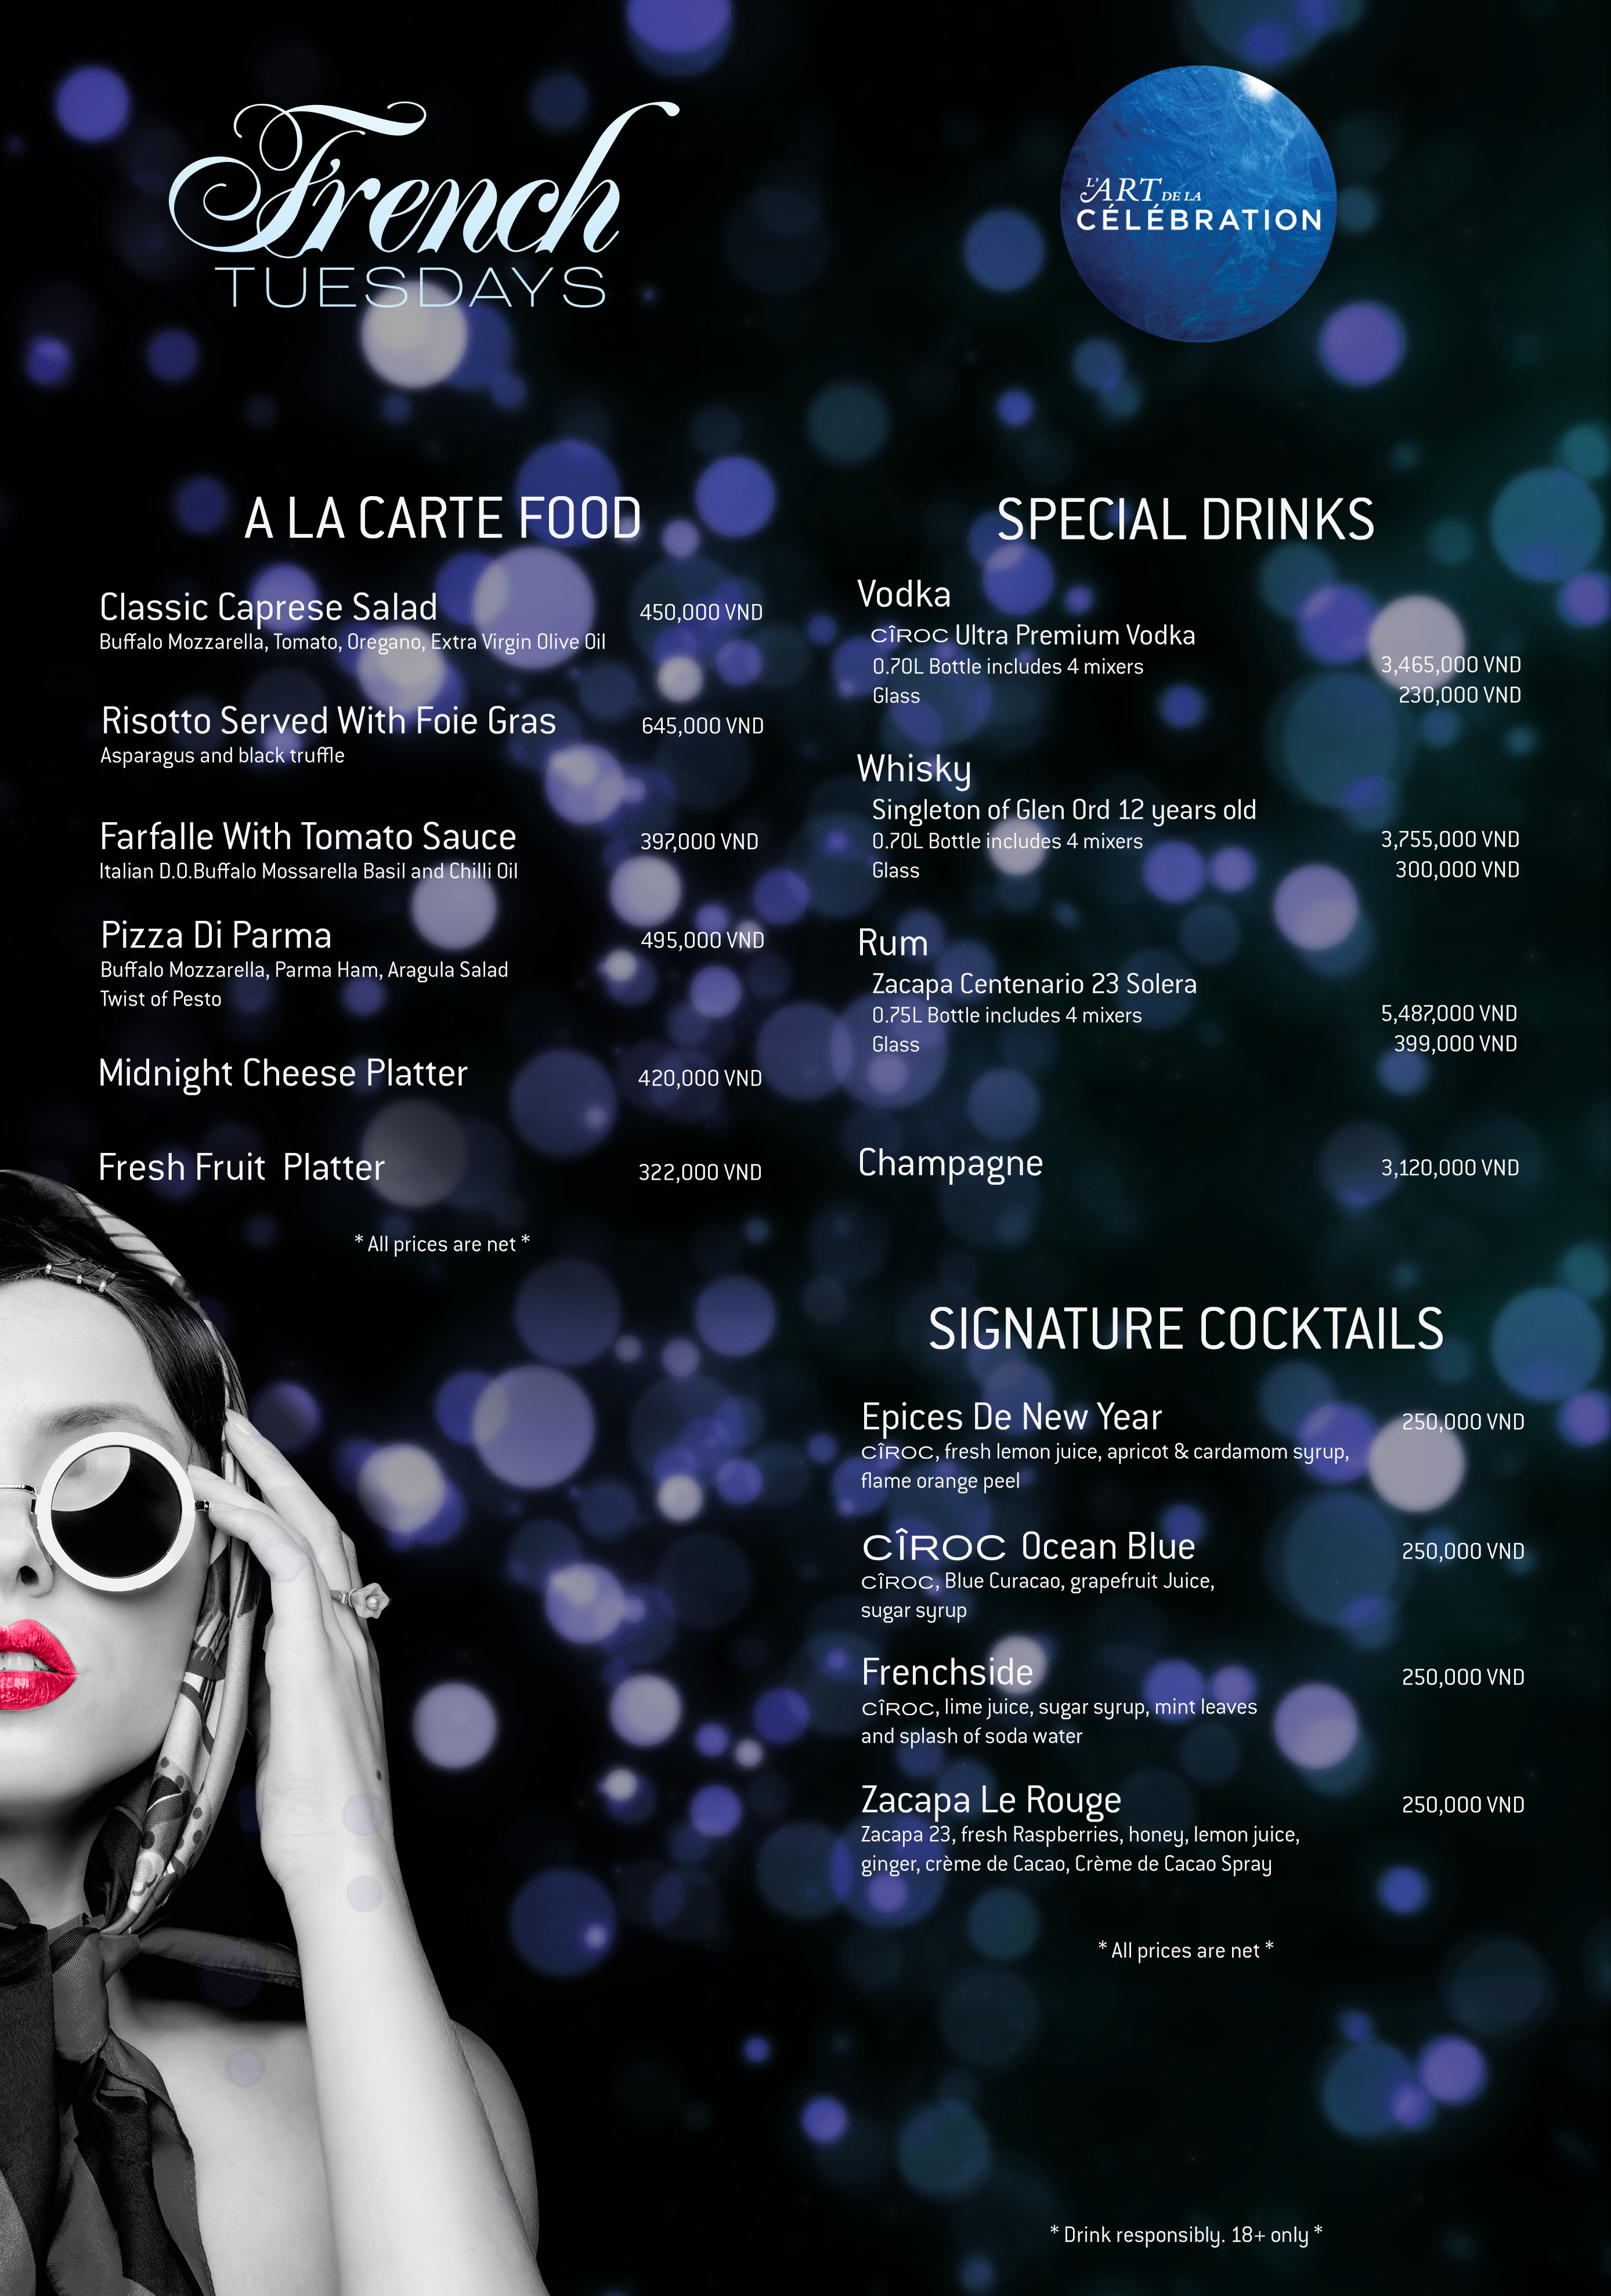 French
TUESDAYS
L'ART DE LA
CÉLÉBRATION
A LA CARTE FOOD
Classic Caprese Salad 450,000 VND
Buffalo Mozzarella, Tomato, Oregano, Extra Virgin Olive Oil
Risotto Served With Foie Gras 645,000 VND
Asparagus and black truffle
Farfalle With Tomato Sauce 397,000 VND
Italian D.O.Buffalo Mossarella Basil and Chilli Oil
Pizza Di Parma 495,000 VND
Buffalo Mozzarella, Parma Ham, Aragula Salad
Twist of Pesto
Midnight Cheese Platter 420,000 VND
Fresh Fruit Platter 322,000 VND
* All prices are net *
SPECIAL DRINKS
Vodka
CÎROC Ultra Premium Vodka
0.70L Bottle includes 4 mixers 3,465,000 VND
Glass 230,000 VND
Whisky
Singleton of Glen Ord 12 years old
0.70L Bottle includes 4 mixers 3,755,000 VND
Glass 300,000 VND
Rum
Zacapa Centenario 23 Solera
0.75L Bottle includes 4 mixers 5,487,000 VND
Glass 399,000 VND
Champagne 3,120,000 VND
SIGNATURE COCKTAILS
Epices De New Year 250,000 VND
CÎROC, fresh lemon juice, apricot & cardamom syrup,
flame orange peel
CÎROC Ocean Blue 250,000 VND
CÎROC, Blue Curacao, grapefruit Juice,
sugar syrup
Frenchside 250,000 VND
CÎROC, lime juice, sugar syrup, mint leaves
and splash of soda water
Zacapa Le Rouge 250,000 VND
Zacapa 23, fresh Raspberries, honey, lemon juice,
ginger, crème de Cacao, Crème de Cacao Spray
* All prices are net *
* Drink responsibly. 18+ only *